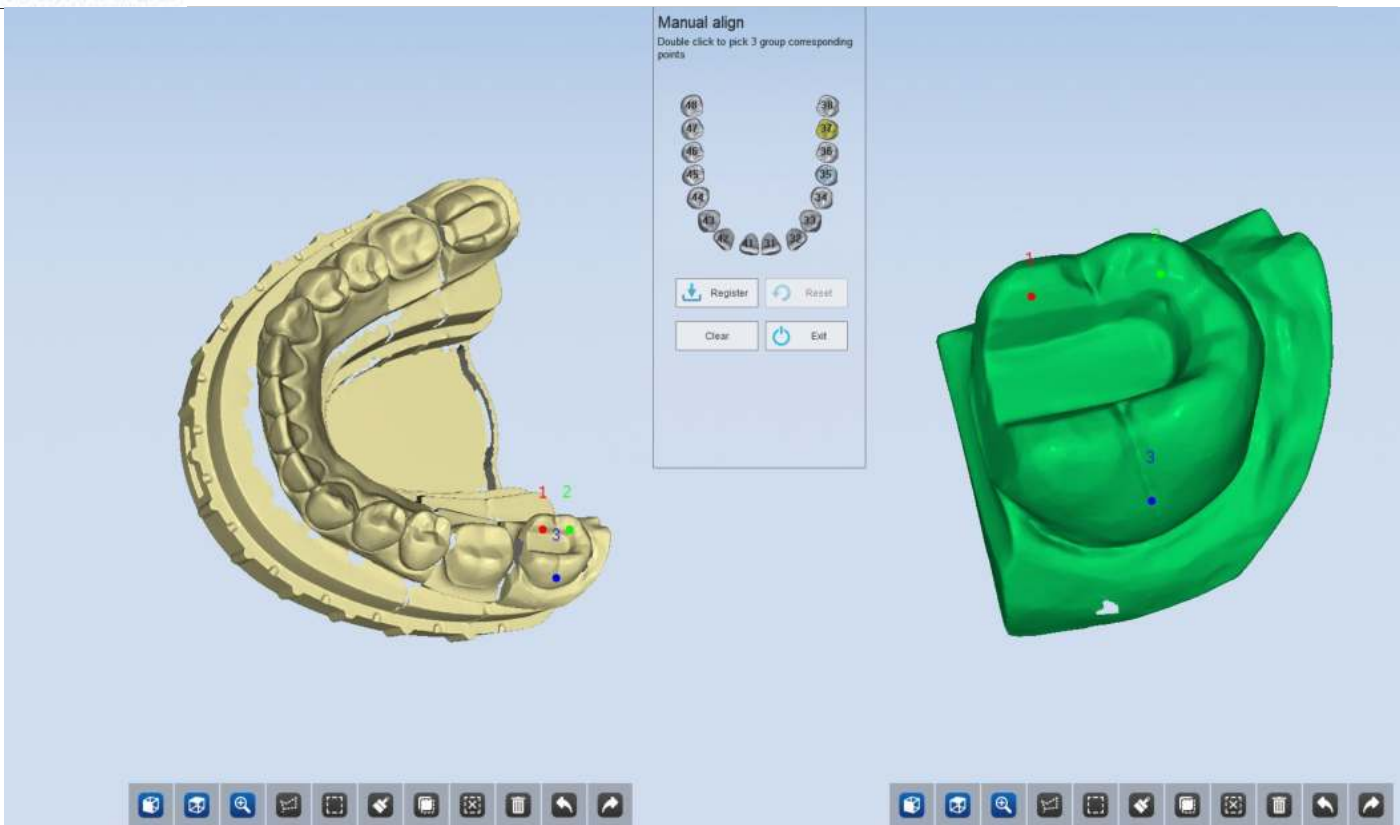 Manual align
Double click to pick 3 group corresponding
points
48 38
47 37
46 36
45 35
44 34
43 33
42 41 31 32
Register Reset
Clear Exit
1 2
3
1
2
3